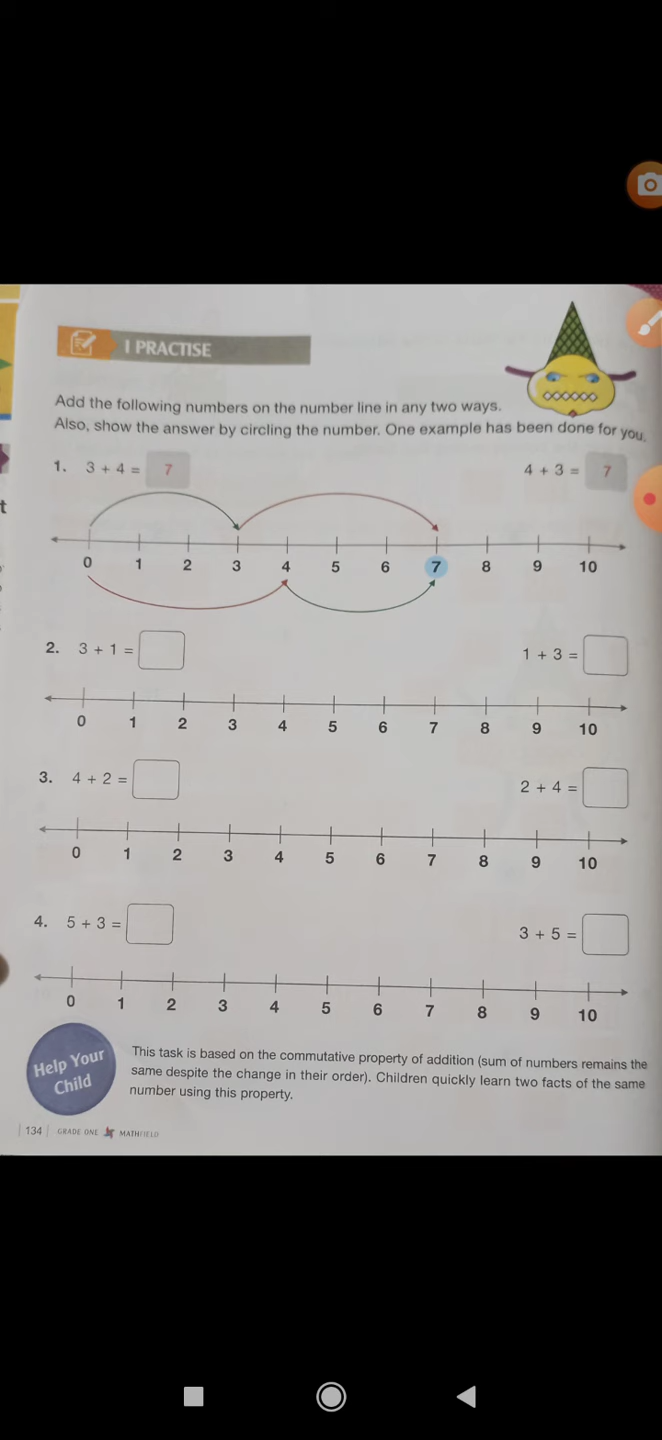 I PRACTISE
Add the following numbers on the number line in any two ways.
Also, show the answer by circling the number. One example has been done for you.
1. 3 + 4 = 7
4 + 3 = 7
0 1 2 3 4 5 6 7 8 9 10
2. 3 + 1 =
1 + 3 =
0 1 2 3 4 5 6 7 8 9 10
3. 4 + 2 =
2 + 4 =
0 1 2 3 4 5 6 7 8 9 10
4. 5 + 3 =
3 + 5 =
0 1 2 3 4 5 6 7 8 9 10
Help Your
Child
This task is based on the commutative property of addition (sum of numbers remains the
same despite the change in their order). Children quickly learn two facts of the same
number using this property.
134 GRADE ONE MATHFIELD
t